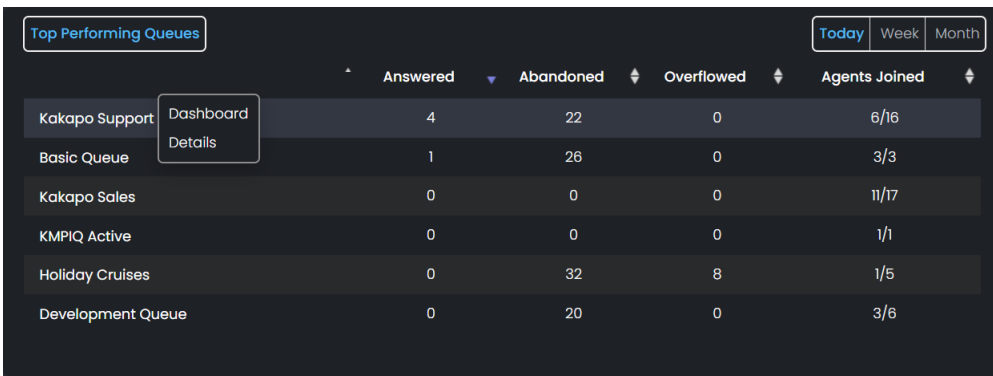 Top Performing Queues
Today Week Month
Answered Abandoned Overflowed Agents Joined
Kakapo Support 4 22 0 6/16
Dashboard
Details
Basic Queue 1 26 0 3/3
Kakapo Sales 0 0 0 11/17
KMPIQ Active 0 0 0 1/1
Holiday Cruises 0 32 8 1/5
Development Queue 0 20 0 3/6